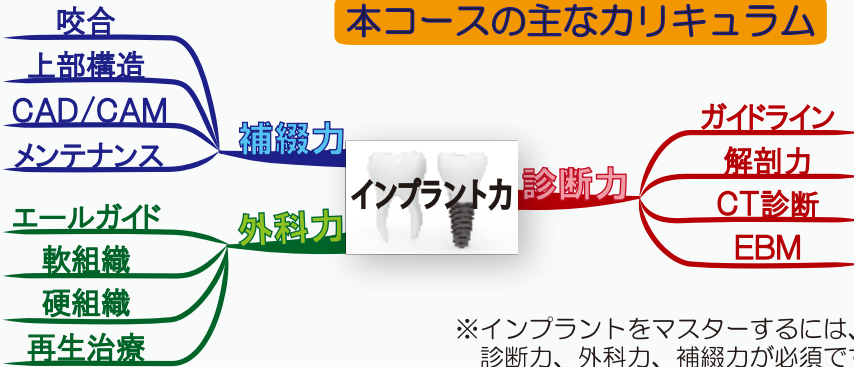 本コースの主なカリキュラム
咬合
上部構造
CAD/CAM
メンテナンス
補綴力
エールガイド
軟組織
硬組織
再生治療
外科力
インプラント力
診断力
ガイドライン
解剖力
CT診断
EBM
※インプラントをマスターするには、
診断力、外科力、補綴力が必須で